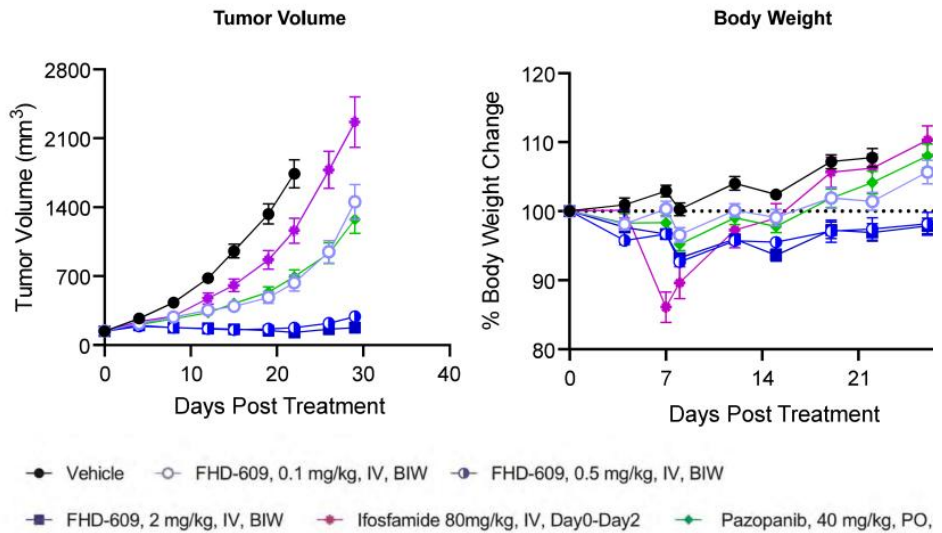 Tumor Volume
Body Weight
Tumor Volume (mm³)
2800
2100
1400
700
0
0 10 20 30 40
Days Post Treatment
% Body Weight Change
120
110
100
90
80
0 7 14 21
Days Post Treatment
Vehicle FHD-609, 0.1 mg/kg, IV, BIW FHD-609, 0.5 mg/kg, IV, BIW
FHD-609, 2 mg/kg, IV, BIW Ifosfamide 80mg/kg, IV, Day0-Day2 Pazopanib, 40 mg/kg, PO,